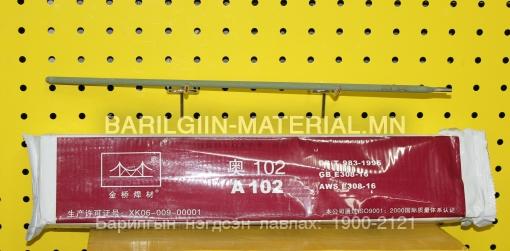 BARILGIIN-MATERIAL.MN
奥 102
A 102
GB/T 983-1995
GB E308-16
AWS E308-16
金桥焊材
生产许可证号：XK06-009-00001
本公司通过ISO9001：2000国际质量体系认证
Барилгын нэгдсэн лавлах: 1900-2121